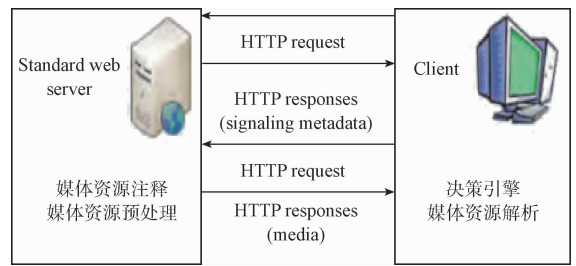 Standard web
server
媒体资源注释
媒体资源预处理
HTTP request
HTTP responses
(signaling metadata)
HTTP request
HTTP responses
(media)
Client
决策引擎
媒体资源解析